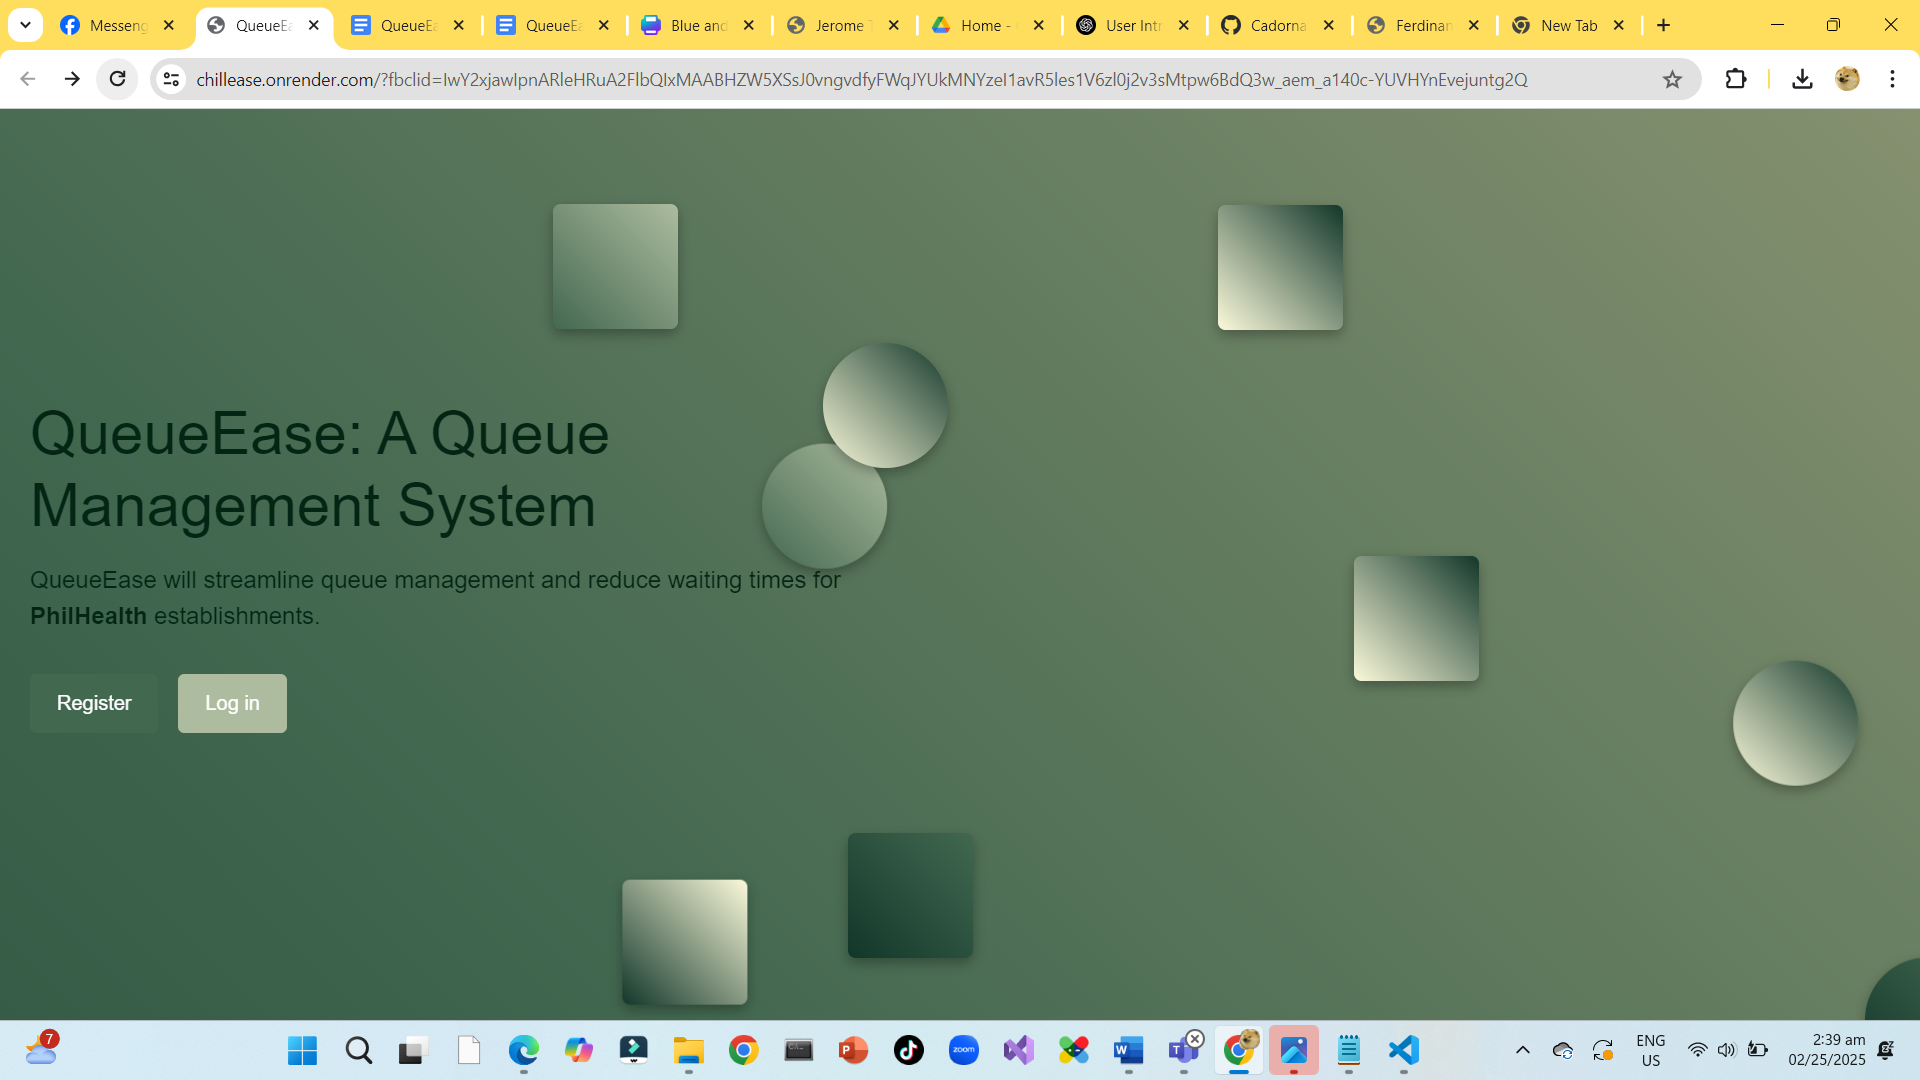 Messeng
QueueEa
QueueEa
QueueEa
Blue and
Jerome T
Home -
User Intr
Cadorna
Ferdinan
New Tab
chillease.onrender.com/?fbclid=IwY2xjawIpnARleHRuA2FlbQIxMAABHZW5XSsJ0vngvdfyFWqJYUkMNYzeI1avR5les1V6zl0j2v3sMtpw6BdQ3w_aem_a140c-YUVHYnEvejuntg2Q
QueueEase: A Queue
Management System
QueueEase will streamline queue management and reduce waiting times for
PhilHealth establishments.
Register
Log in
7
zoom
ENG
US
2:39 am
02/25/2025